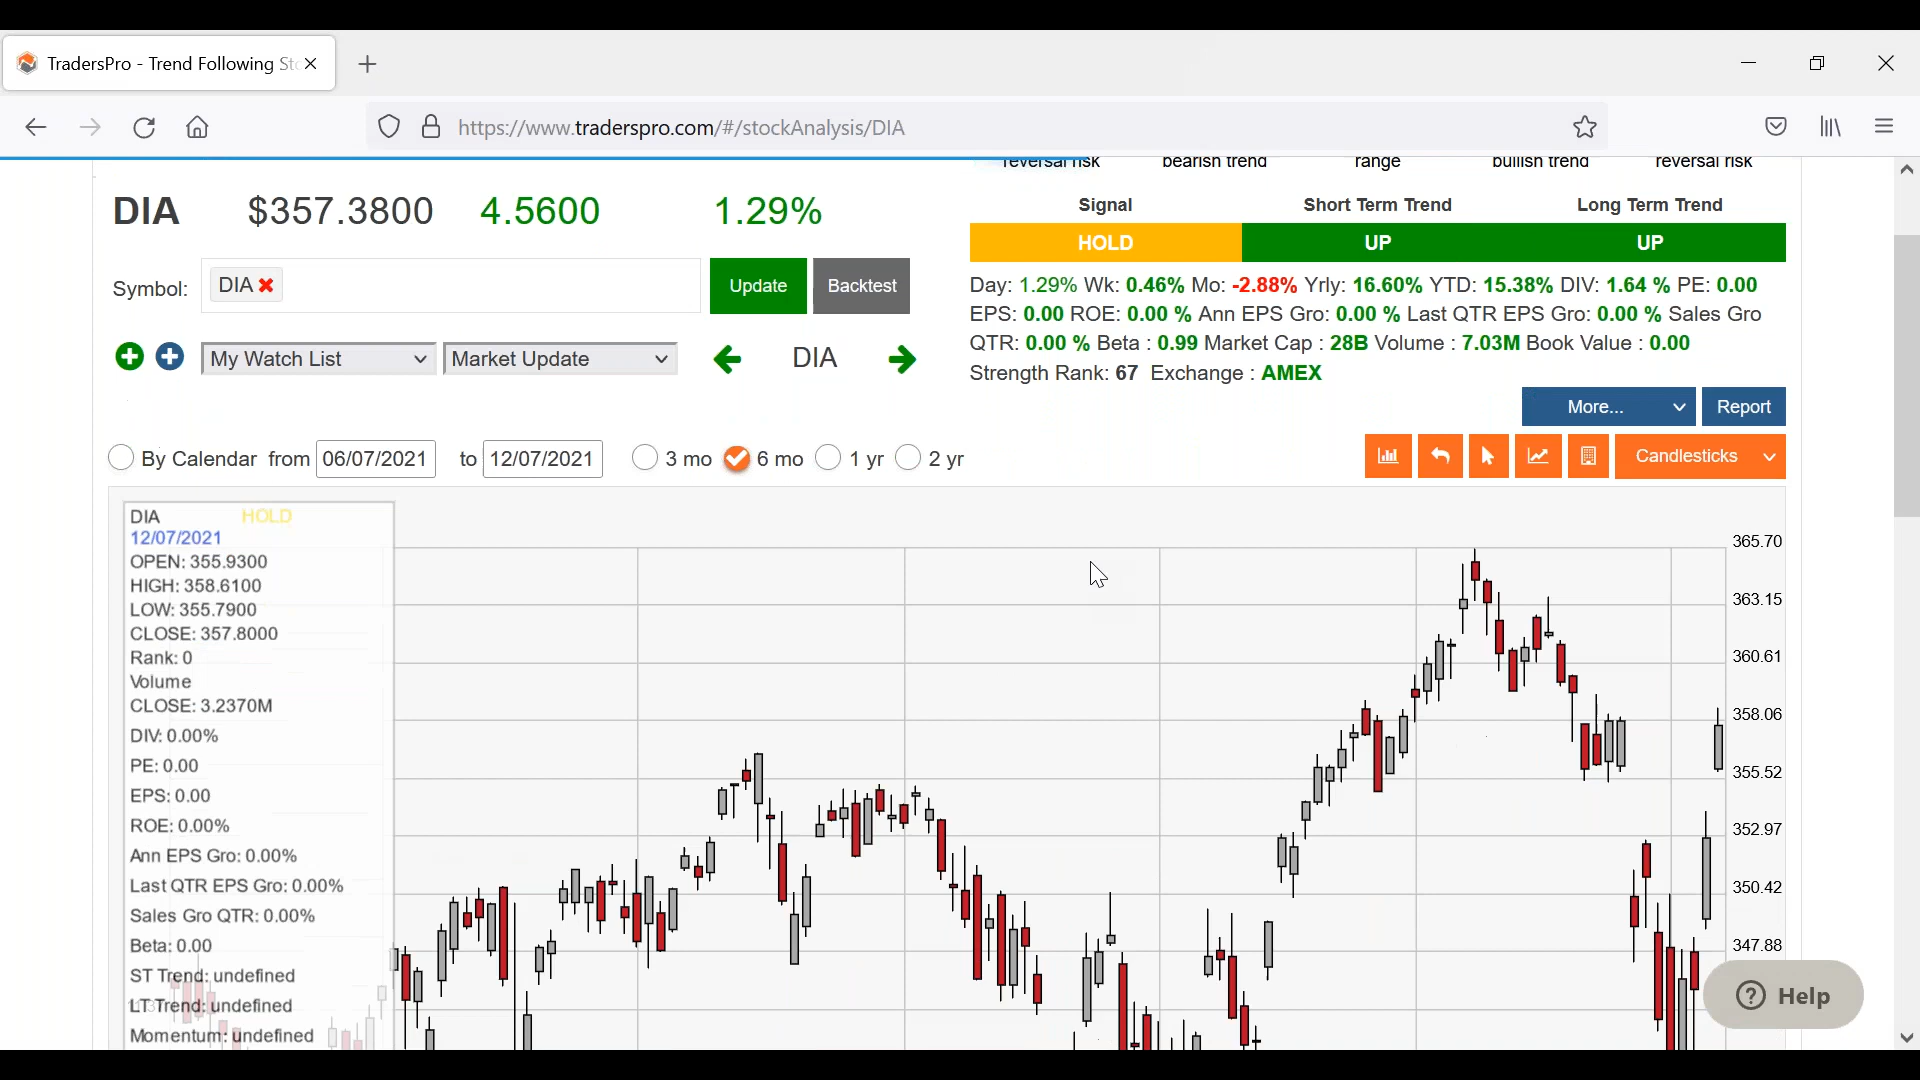 TradersPro - Trend Following Sto
https://www.traderspro.com/#/stockAnalysis/DIA
reversal risk bearish trend range bullish trend reversal risk
DIA $357.3800 4.5600 1.29%
Signal Short Term Trend Long Term Trend
HOLD UP UP
Symbol: DIA Update Backtest
Day: 1.29% Wk: 0.46% Mo: -2.88% Yrly: 16.60% YTD: 15.38% DIV: 1.64 % PE: 0.00
EPS: 0.00 ROE: 0.00 % Ann EPS Gro: 0.00 % Last QTR EPS Gro: 0.00 % Sales Gro
QTR: 0.00 % Beta : 0.99 Market Cap : 28B Volume : 7.03M Book Value : 0.00
Strength Rank: 67 Exchange : AMEX
My Watch List Market Update DIA
More... Report
By Calendar from 06/07/2021 to 12/07/2021 3 mo 6 mo 1 yr 2 yr
Candlesticks
DIA HOLD
12/07/2021
OPEN: 355.9300
HIGH: 358.6100
LOW: 355.7900
CLOSE: 357.8000
Rank: 0
Volume
CLOSE: 3.2370M
DIV: 0.00%
PE: 0.00
EPS: 0.00
ROE: 0.00%
Ann EPS Gro: 0.00%
Last QTR EPS Gro: 0.00%
Sales Gro QTR: 0.00%
Beta: 0.00
ST Trend: undefined
LT Trend: undefined
Momentum: undefined
365.70
363.15
360.61
358.06
355.52
352.97
350.42
347.88
Help